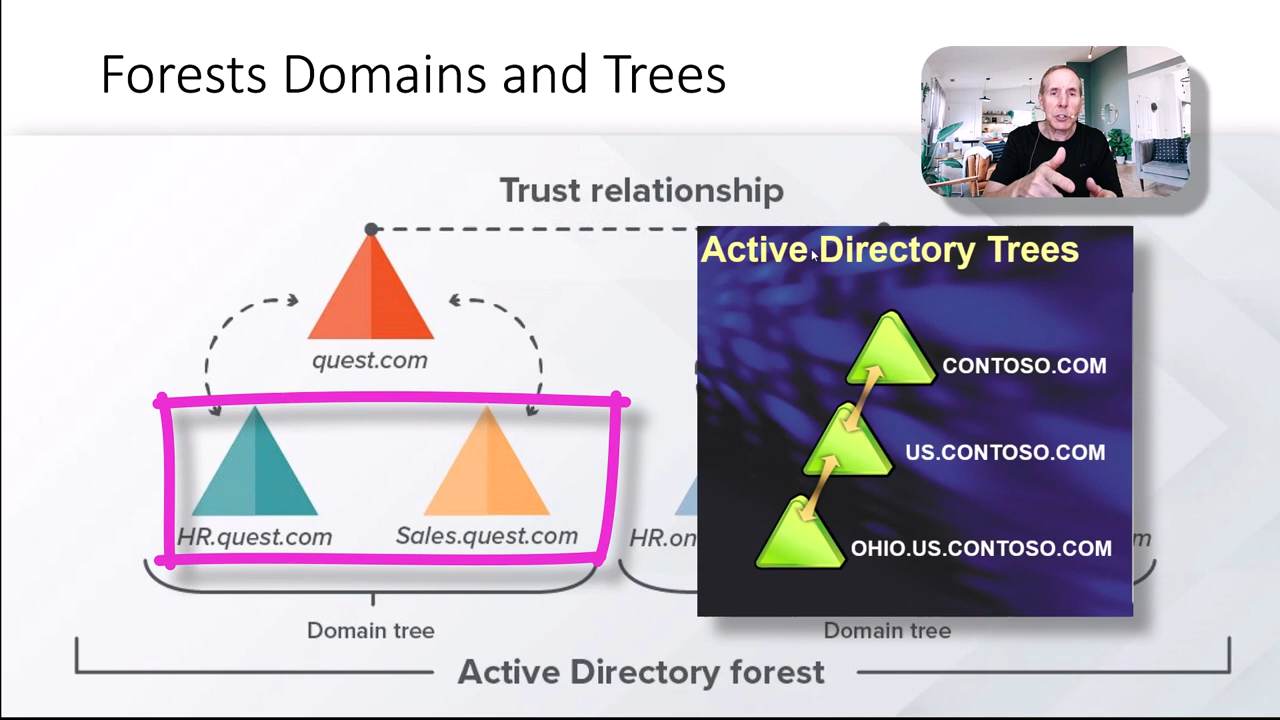 Forests Domains and Trees
Trust relationship
quest.com
HR.quest.com
Sales.quest.com
Domain tree
Active Directory Trees
CONTOSO.COM
US.CONTOSO.COM
OHIO.US.CONTOSO.COM
Domain tree
Active Directory forest